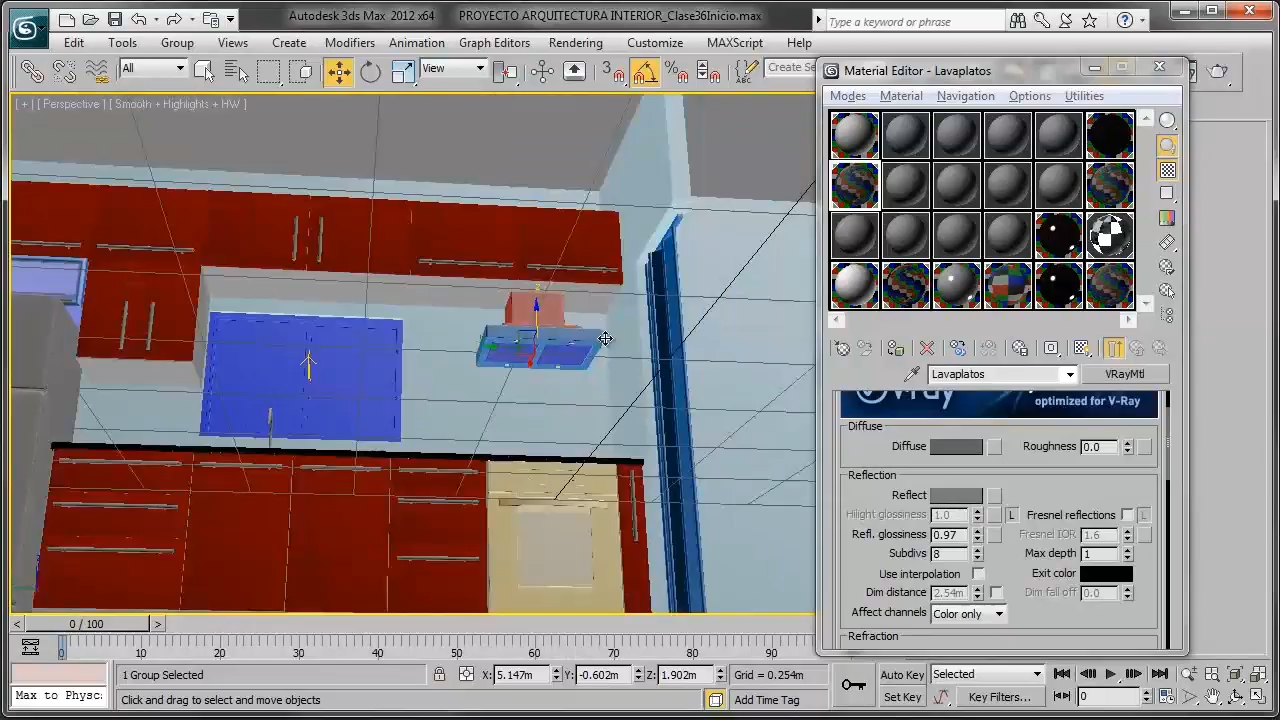 Autodesk 3ds Max 2012 x64 PROYECTO ARQUITECTURA INTERIOR_Clase36Inicio.max
Type a keyword or phrase
Edit Tools Group Views Create Modifiers Animation Graph Editors Rendering Customize MAXScript Help
All
View
3
Create Se
[ + ] [ Perspective ] [ Smooth + Highlights + HW ]
Material Editor - Lavaplatos
Modes Material Navigation Options Utilities
Lavaplatos
VRayMtl
optimized for V-Ray
Diffuse
Diffuse Roughness 0.0
Reflection
Reflect
Hilight glossiness 1.0 L Fresnel reflections L
Refl. glossiness 0.97 Fresnel IOR 1.6
Subdivs 8 Max depth 1
Use interpolation Exit color
Dim distance 2.54m Dim fall off 0.0
Affect channels Color only
Refraction
0 / 100
0 10 20 30 40 50 60 70 80 90
1 Group Selected X: 5.147m Y: -0.602m Z: 1.902m Grid = 0.254m Auto Key Selected
Max to Physc: Click and drag to select and move objects Add Time Tag Set Key Key Filters... 0